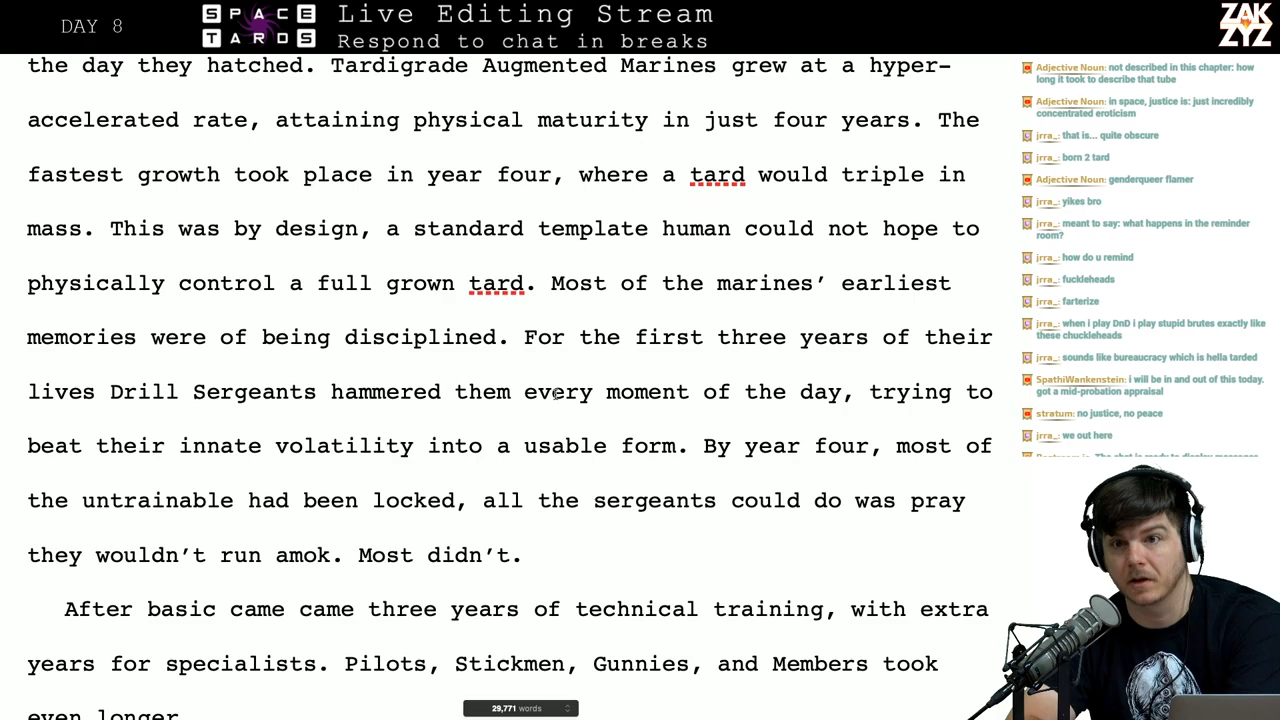 DAY 8
SPACE
TARDS
Live Editing Stream
Respond to chat in breaks
ZAK
ZYZ
the day they hatched. Tardigrade Augmented Marines grew at a hyper-
accelerated rate, attaining physical maturity in just four years. The
fastest growth took place in year four, where a tard would triple in
mass. This was by design, a standard template human could not hope to
physically control a full grown tard. Most of the marines’ earliest
memories were of being disciplined. For the first three years of their
lives Drill Sergeants hammered them every moment of the day, trying to
beat their innate volatility into a usable form. By year four, most of
the untrainable had been locked, all the sergeants could do was pray
they wouldn’t run amok. Most didn’t.
After basic came came three years of technical training, with extra
years for specialists. Pilots, Stickmen, Gunnies, and Members took
even longer
29,771 words
Adjective Noun: not described in this chapter: how
long it took to describe that tube
Adjective Noun: in space, justice is: just incredibly
concentrated eroticism
jrra_: that is... quite obscure
jrra_: born 2 tard
Adjective Noun: genderqueer flamer
jrra_: yikes bro
jrra_: meant to say: what happens in the reminder
room?
jrra_: how do u remind
jrra_: fuckleheads
jrra_: farterize
jrra_: when i play DnD i play stupid brutes exactly like
these chuckleheads
jrra_: sounds like bureaucracy which is hella tarded
SpathiWankenstein: i will be in and out of this today.
got a mid-probation appraisal
stratum: no justice, no peace
jrra_: we out here